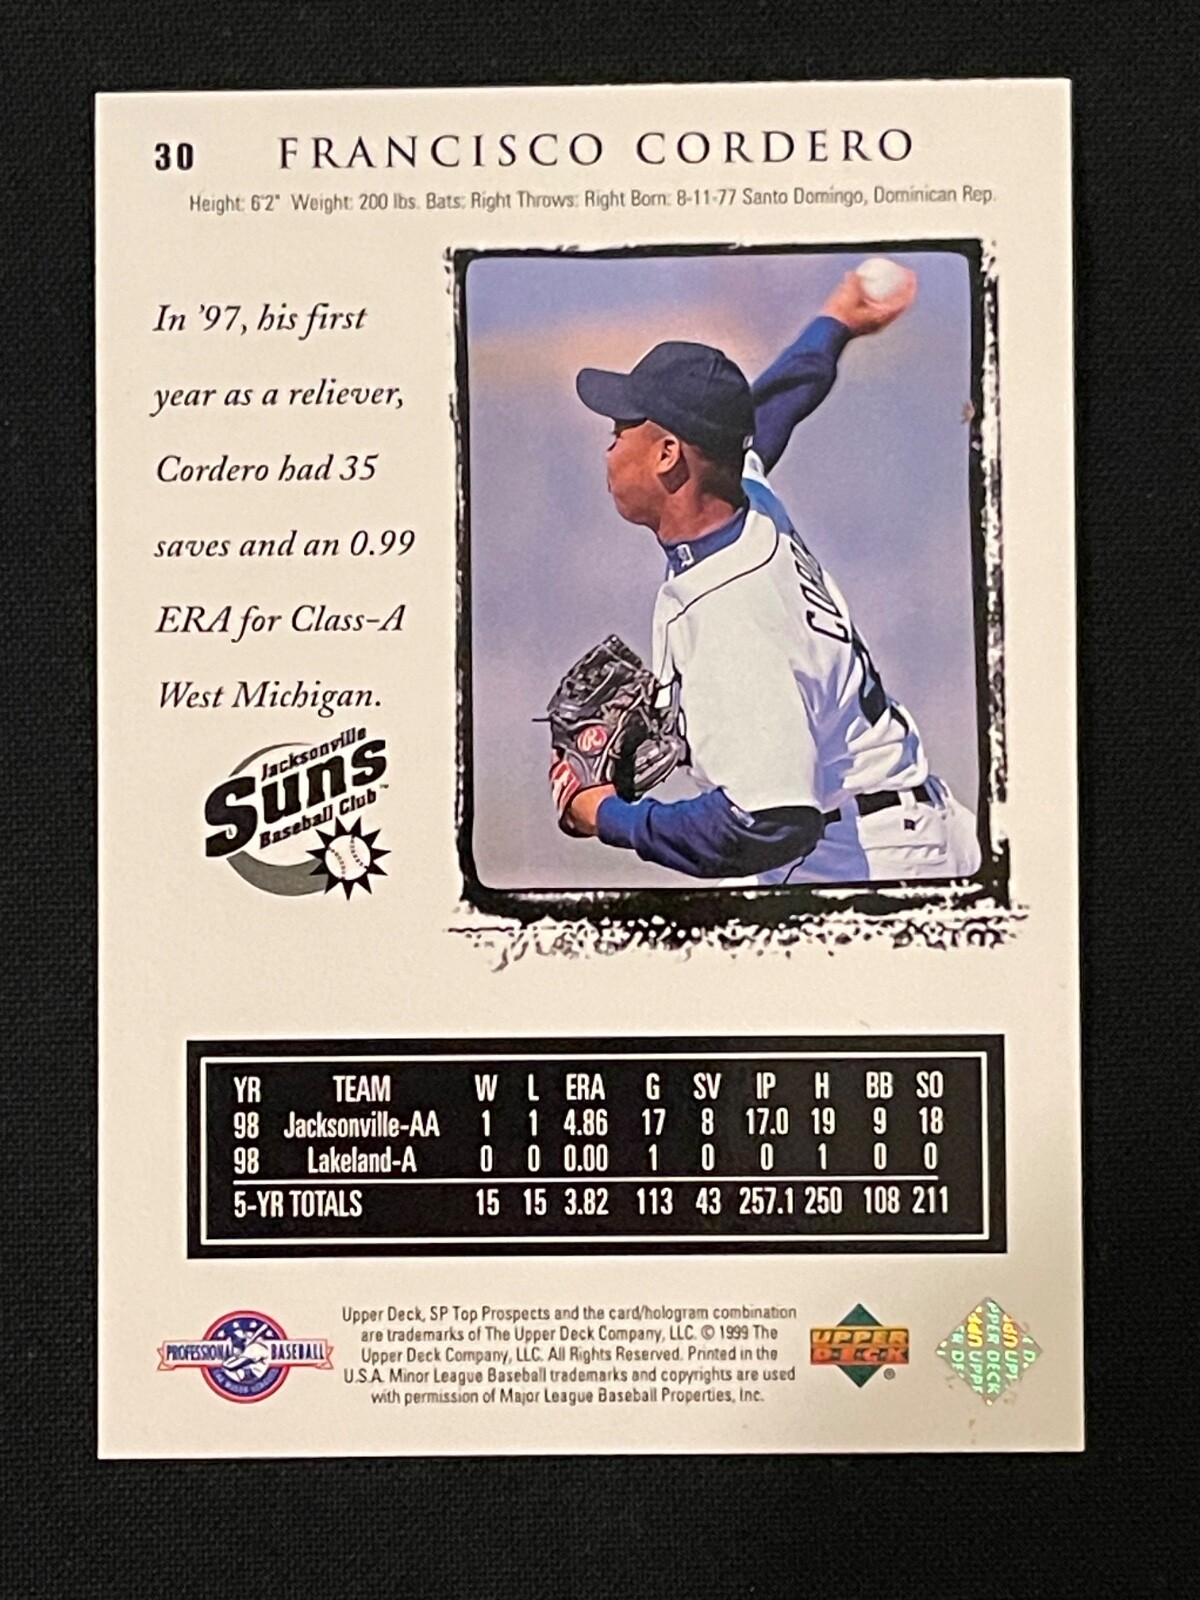 30 FRANCISCO CORDERO
Height: 6'2" Weight: 200 lbs. Bats: Right Throws: Right Born: 8-11-77 Santo Domingo, Dominican Rep.
In '97, his first
year as a reliever,
Cordero had 35
saves and an 0.99
ERA for Class-A
West Michigan.
Jacksonville
Suns
Baseball Club™
CORD
YR TEAM W L ERA G SV IP H BB SO
98 Jacksonville-AA 1 1 4.86 17 8 17.0 19 9 18
98 Lakeland-A 0 0 0.00 1 0 0 1 0 0
5-YR TOTALS 15 15 3.82 113 43 257.1 250 108 211
PROFESSIONAL BASEBALL
Upper Deck, SP Top Prospects and the card/hologram combination
are trademarks of The Upper Deck Company, LLC. © 1999 The
Upper Deck Company, LLC. All Rights Reserved. Printed in the
U.S.A. Minor League Baseball trademarks and copyrights are used
with permission of Major League Baseball Properties, Inc.
UPPER
DECK
®